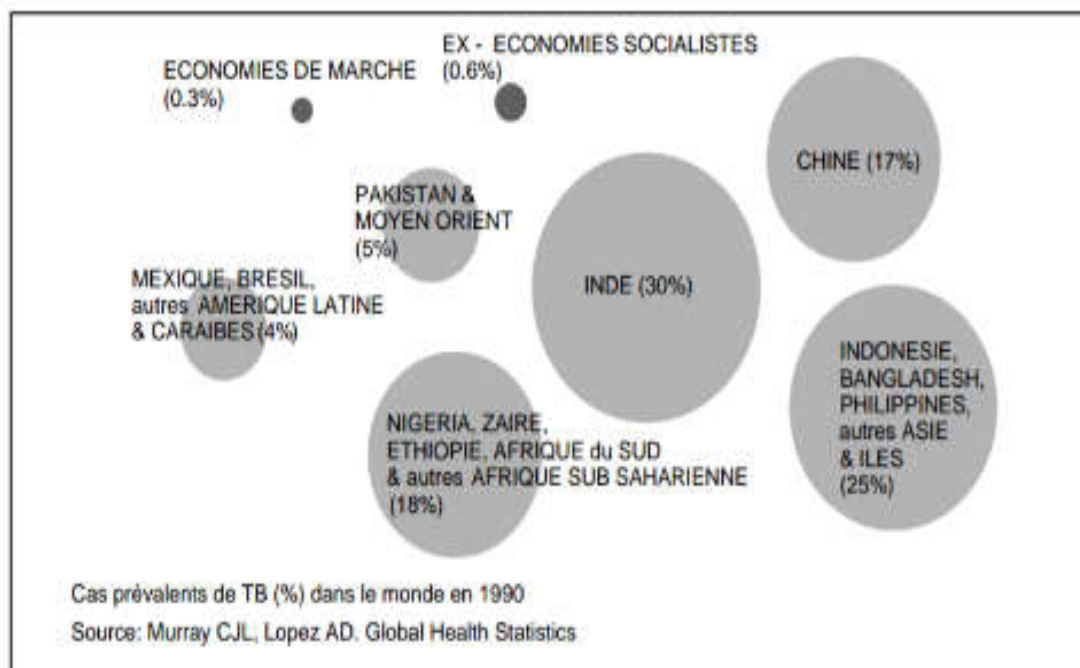 EX - ECONOMIES SOCIALISTES
(0.6%)
ECONOMIES DE MARCHE
(0.3%)
CHINE (17%)
PAKISTAN &
MOYEN ORIENT
(5%)
MEXIQUE, BRESIL,
autres AMERIQUE LATINE
& CARAIBES (4%)
INDE (30%)
INDONESIE,
BANGLADESH,
PHILIPPINES,
autres ASIE
& ILES
(25%)
NIGERIA. ZAIRE,
ETHIOPIE, AFRIQUE du SUD
& autres AFRIQUE SUB SAHARIENNE
(18%)
Cas prévalents de TB (%) dans le monde en 1990
Source: Murray CJL, Lopez AD. Global Health Statistics